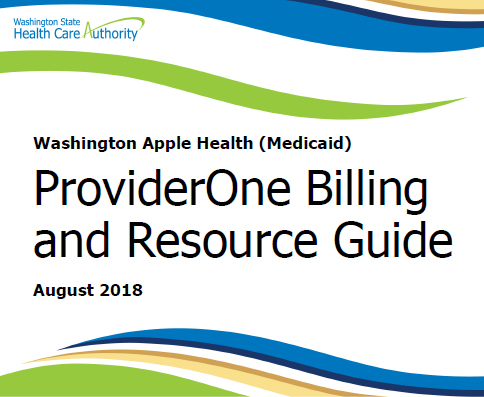 Washington State
Health Care Authority
Washington Apple Health (Medicaid)
ProviderOne Billing
and Resource Guide
August 2018